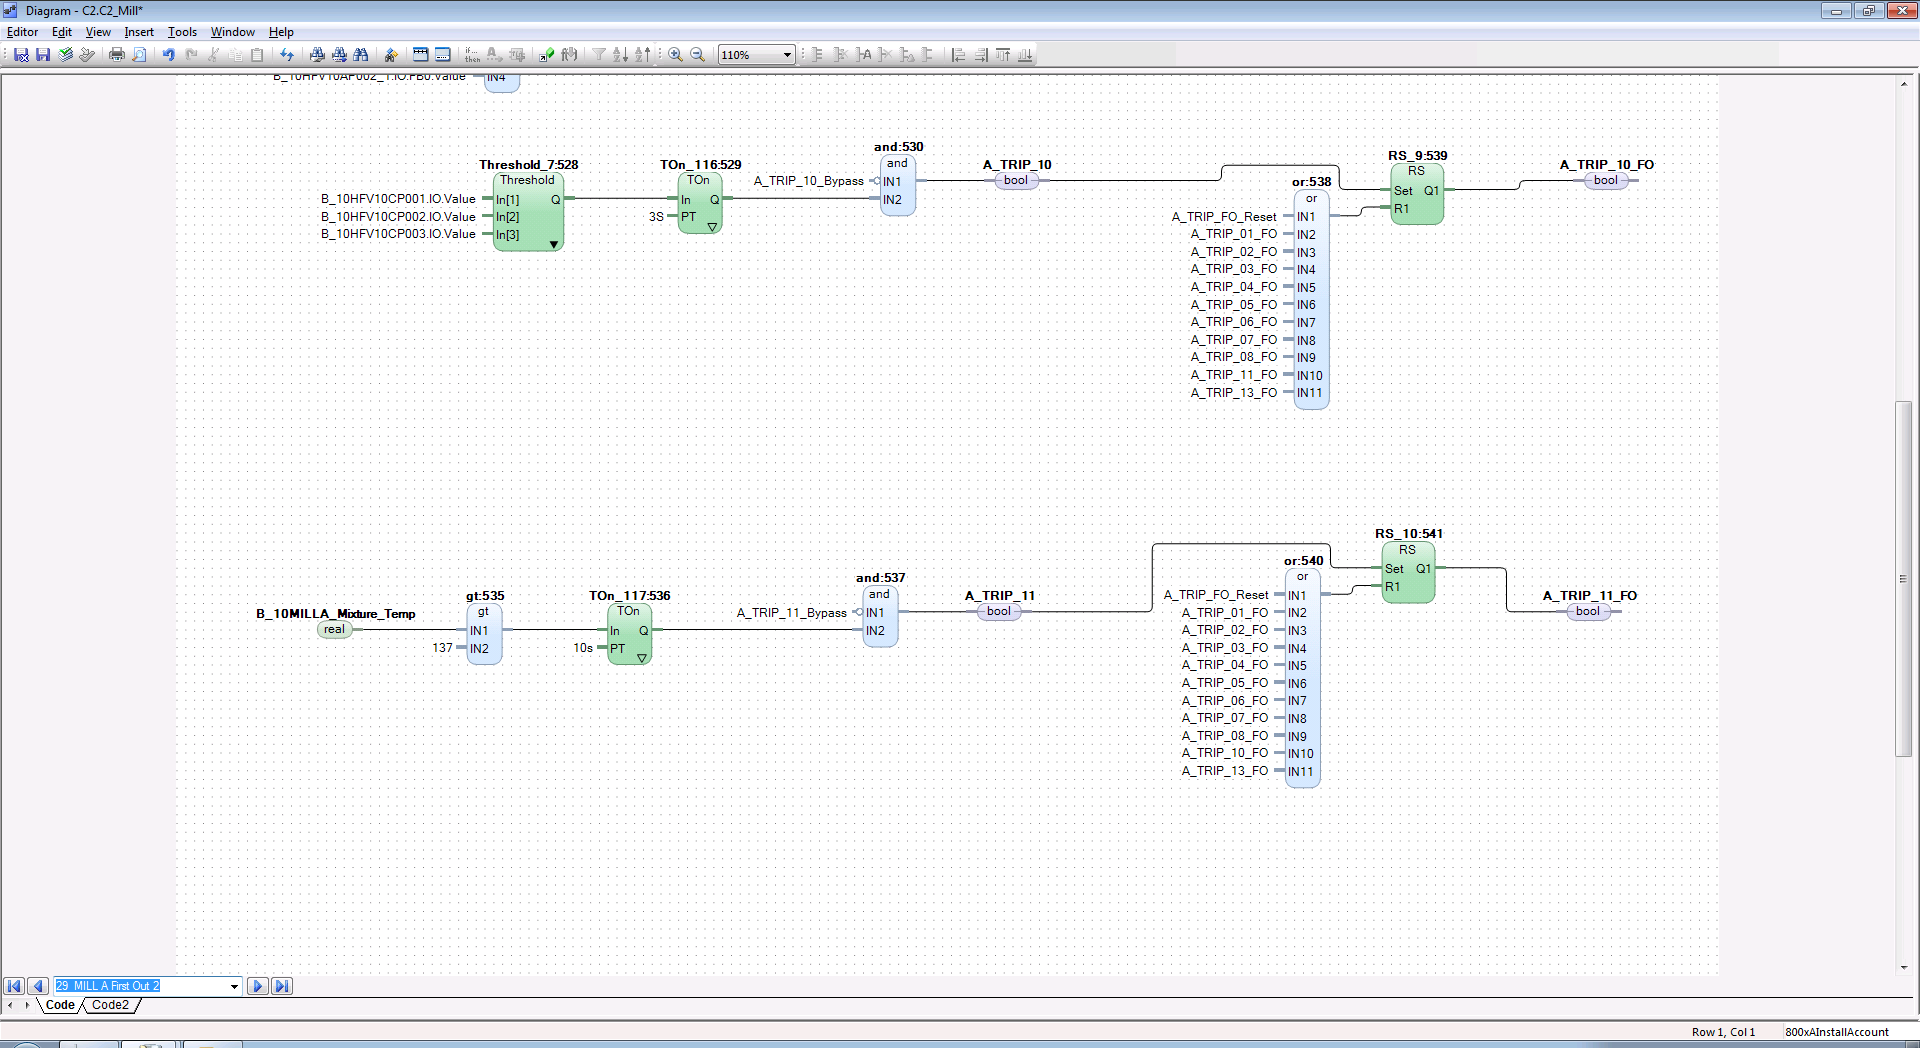 Diagram - C2.C2_Mill*
Editor Edit View Insert Tools Window Help
if... then 110%
B_10HFV10AP002_1.IO.FB0.Value IN4
and:530
Threshold_7:528 TOn_116:529 and A_TRIP_10 RS_9:539 A_TRIP_10_FO
Threshold TOn A_TRIP_10_Bypass IN1 bool or:538 RS bool
B_10HFV10CP001.IO.Value In[1] Q In Q IN2 or Set Q1
B_10HFV10CP002.IO.Value In[2] 3S PT A_TRIP_FO_Reset IN1 R1
B_10HFV10CP003.IO.Value In[3] A_TRIP_01_FO IN2
A_TRIP_02_FO IN3
A_TRIP_03_FO IN4
A_TRIP_04_FO IN5
A_TRIP_05_FO IN6
A_TRIP_06_FO IN7
A_TRIP_07_FO IN8
A_TRIP_08_FO IN9
A_TRIP_11_FO IN10
A_TRIP_13_FO IN11
RS_10:541
RS
or:540 Set Q1
and:537 or R1
gt:535 TOn_117:536 and A_TRIP_11 A_TRIP_FO_Reset IN1 A_TRIP_11_FO
B_10MILLA_Mixture_Temp gt TOn A_TRIP_11_Bypass IN1 bool A_TRIP_01_FO IN2 bool
real IN1 In Q IN2 A_TRIP_02_FO IN3
137 IN2 10s PT A_TRIP_03_FO IN4
A_TRIP_04_FO IN5
A_TRIP_05_FO IN6
A_TRIP_06_FO IN7
A_TRIP_07_FO IN8
A_TRIP_08_FO IN9
A_TRIP_10_FO IN10
A_TRIP_13_FO IN11
29 MILL A First Out 2
Code Code2
Row 1, Col 1 800xAInstallAccount